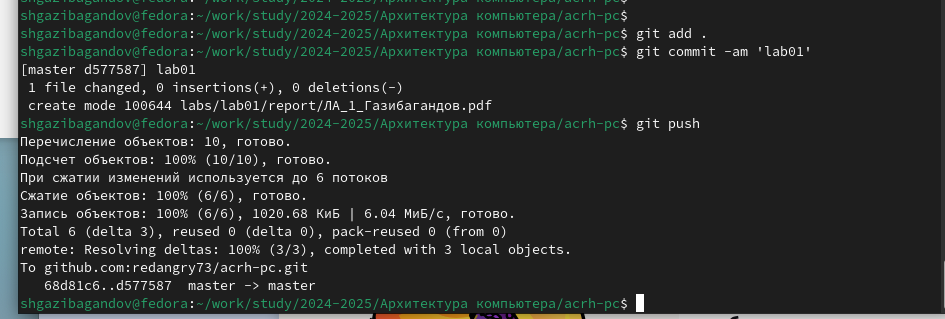 shgazibagandov@fedora:~/work/study/2024-2025/Архитектура компьютера/acrh-pc$
shgazibagandov@fedora:~/work/study/2024-2025/Архитектура компьютера/acrh-pc$ git add .
shgazibagandov@fedora:~/work/study/2024-2025/Архитектура компьютера/acrh-pc$ git commit -am 'lab01'
[master d577587] lab01
 1 file changed, 0 insertions(+), 0 deletions(-)
 create mode 100644 labs/lab01/report/ЛА_1_Газибагандов.pdf
shgazibagandov@fedora:~/work/study/2024-2025/Архитектура компьютера/acrh-pc$ git push
Перечисление объектов: 10, готово.
Подсчет объектов: 100% (10/10), готово.
При сжатии изменений используется до 6 потоков
Сжатие объектов: 100% (6/6), готово.
Запись объектов: 100% (6/6), 1020.68 КиБ | 6.04 МиБ/с, готово.
Total 6 (delta 3), reused 0 (delta 0), pack-reused 0 (from 0)
remote: Resolving deltas: 100% (3/3), completed with 3 local objects.
To github.com:redangry73/acrh-pc.git
   68d81c6..d577587  master -> master
shgazibagandov@fedora:~/work/study/2024-2025/Архитектура компьютера/acrh-pc$